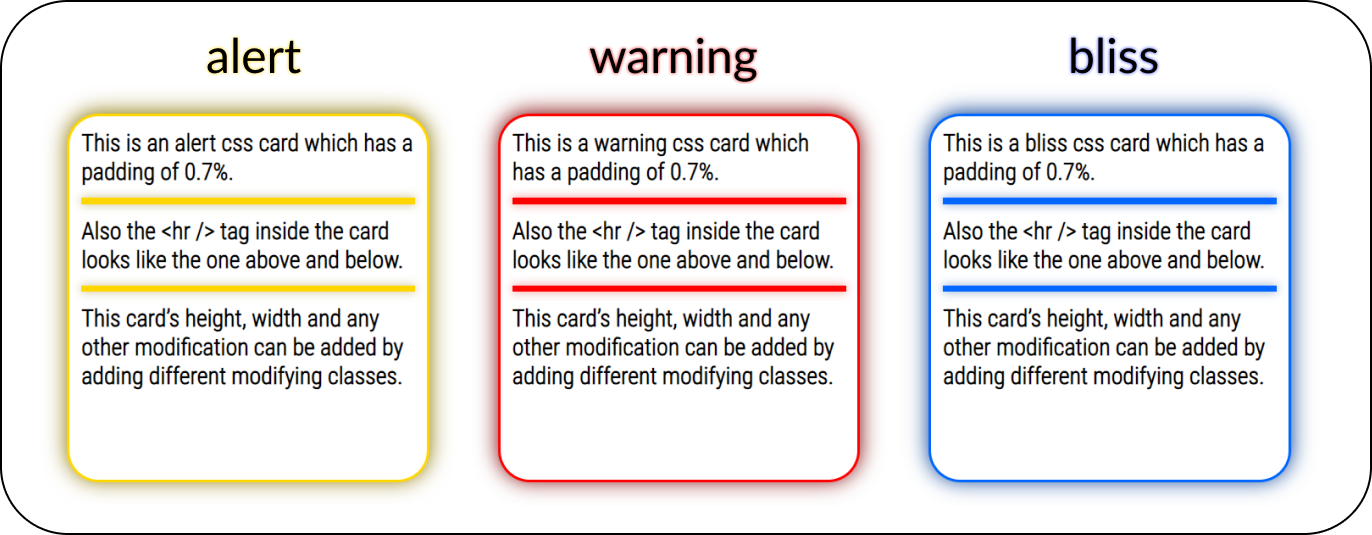 alert
This is an alert css card which has a
padding of 0.7%.
Also the <hr /> tag inside the card
looks like the one above and below.
This card’s height, width and any
other modification can be added by
adding different modifying classes.
warning
This is a warning css card which
has a padding of 0.7%.
Also the <hr /> tag inside the card
looks like the one above and below.
This card’s height, width and any
other modification can be added by
adding different modifying classes.
bliss
This is a bliss css card which has a
padding of 0.7%.
Also the <hr /> tag inside the card
looks like the one above and below.
This card’s height, width and any
other modification can be added by
adding different modifying classes.